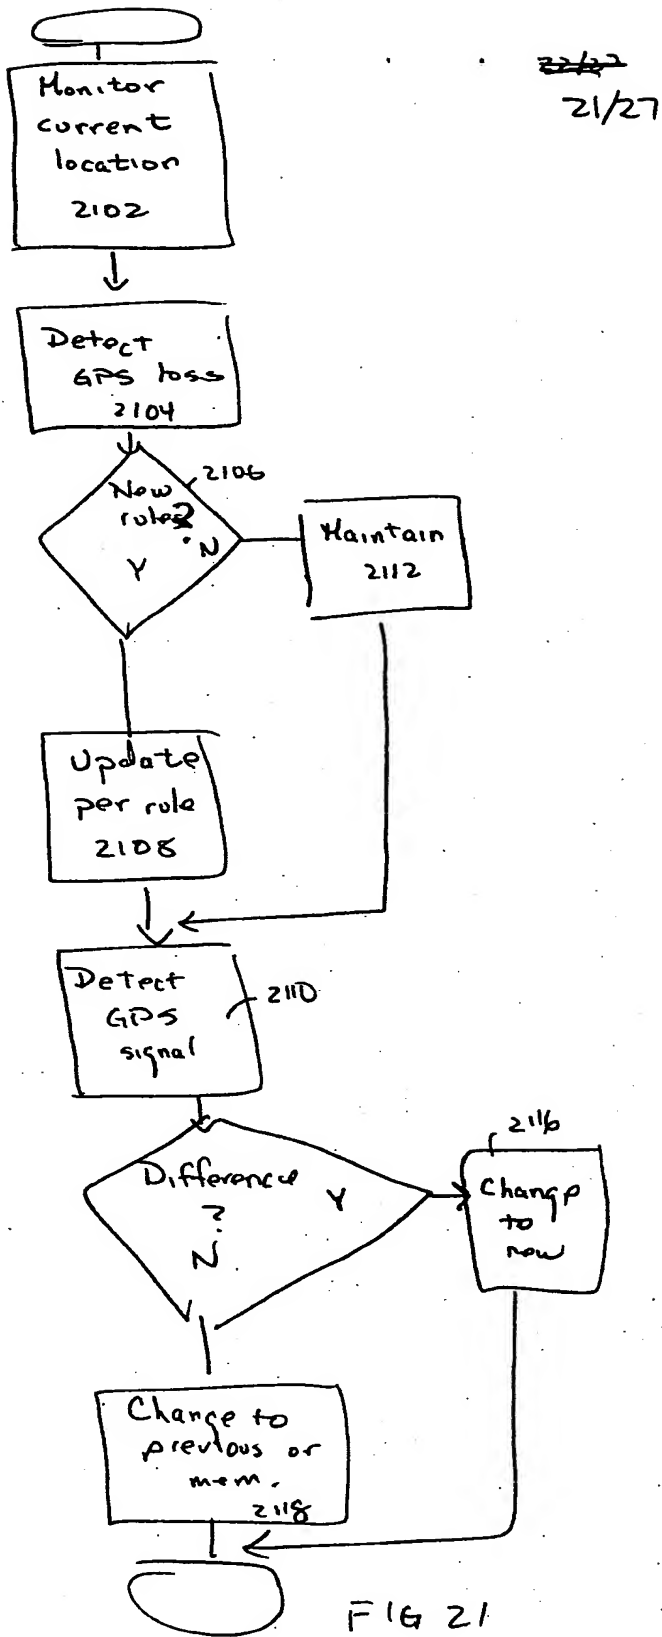 21/27
Monitor
current
location
2102
Detect
GPS loss
2104
2106
New
rules?
N
Y
Maintain
2112
Update
per rule
2108
Detect
GPS
signal
2110
Difference
?
Y
N
2116
Change
to
new
Change to
previous or
mem.
2118
FIG 21